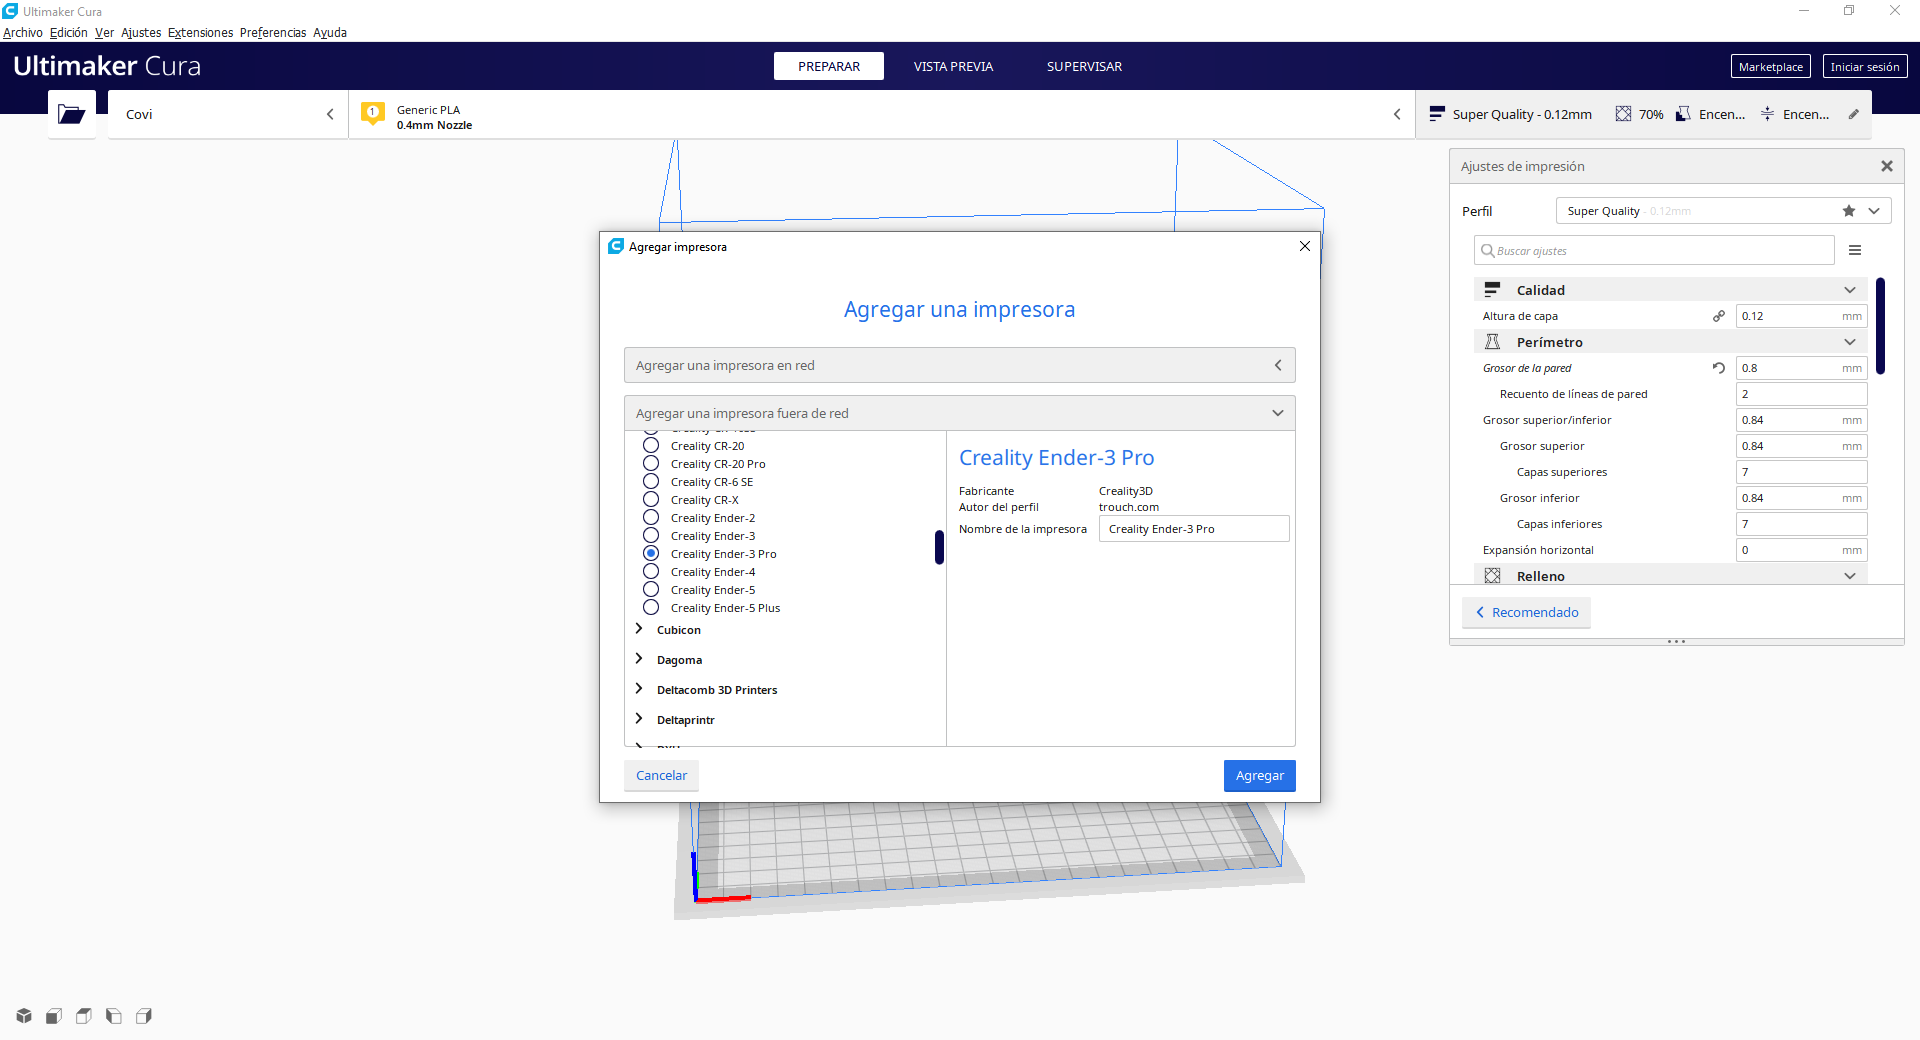 Ultimaker Cura
Archivo Edición Ver Ajustes Extensiones Preferencias Ayuda
Ultimaker Cura
PREPARAR
VISTA PREVIA
SUPERVISAR
Marketplace
Iniciar sesión
Covi
1
Generic PLA
0.4mm Nozzle
Super Quality - 0.12mm
70%
Encen...
Encen...
Ajustes de impresión
Perfil
Super Quality - 0.12mm
Buscar ajustes
Calidad
Altura de capa 0.12 mm
Perímetro
Grosor de la pared 0.8 mm
Recuento de líneas de pared 2
Grosor superior/inferior 0.84 mm
Grosor superior 0.84 mm
Capas superiores 7
Grosor inferior 0.84 mm
Capas inferiores 7
Expansión horizontal 0 mm
Relleno
Recomendado
Agregar impresora
Agregar una impresora
Agregar una impresora en red
Agregar una impresora fuera de red
Creality CR-20
Creality CR-20 Pro
Creality CR-6 SE
Creality CR-X
Creality Ender-2
Creality Ender-3
Creality Ender-3 Pro
Creality Ender-4
Creality Ender-5
Creality Ender-5 Plus
Cubicon
Dagoma
Deltacomb 3D Printers
Deltaprintr
Creality Ender-3 Pro
Fabricante Creality3D
Autor del perfil trouch.com
Nombre de la impresora Creality Ender-3 Pro
Cancelar
Agregar